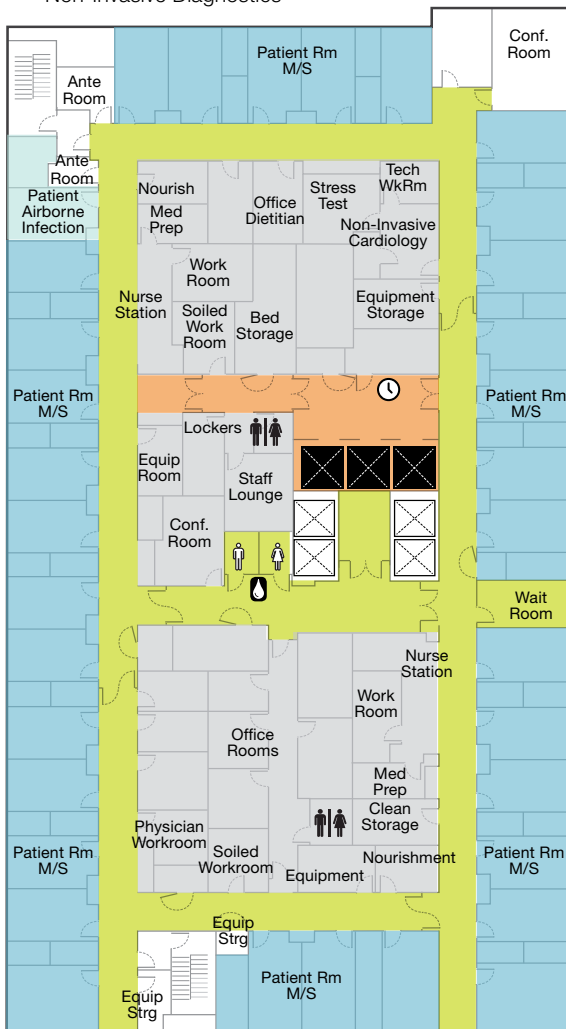 Non-Invasive Diagnostics
Conf.
Room
Patient Rm
M/S
Ante
Room
Ante
Room
Patient
Airborne
Infection
Nourish
Med
Prep
Office
Dietitian
Stress
Test
Tech
WkRm
Non-Invasive
Cardiology
Work
Room
Nurse
Station
Soiled
Work
Room
Bed
Storage
Equipment
Storage
Patient Rm
M/S
Patient Rm
M/S
Lockers
Equip
Room
Staff
Lounge
Conf.
Room
Wait
Room
Nurse
Station
Work
Room
Office
Rooms
Med
Prep
Clean
Storage
Physician
Workroom
Soiled
Workroom
Equipment
Nourishment
Patient Rm
M/S
Patient Rm
M/S
Equip
Strg
Patient Rm
M/S
Equip
Strg